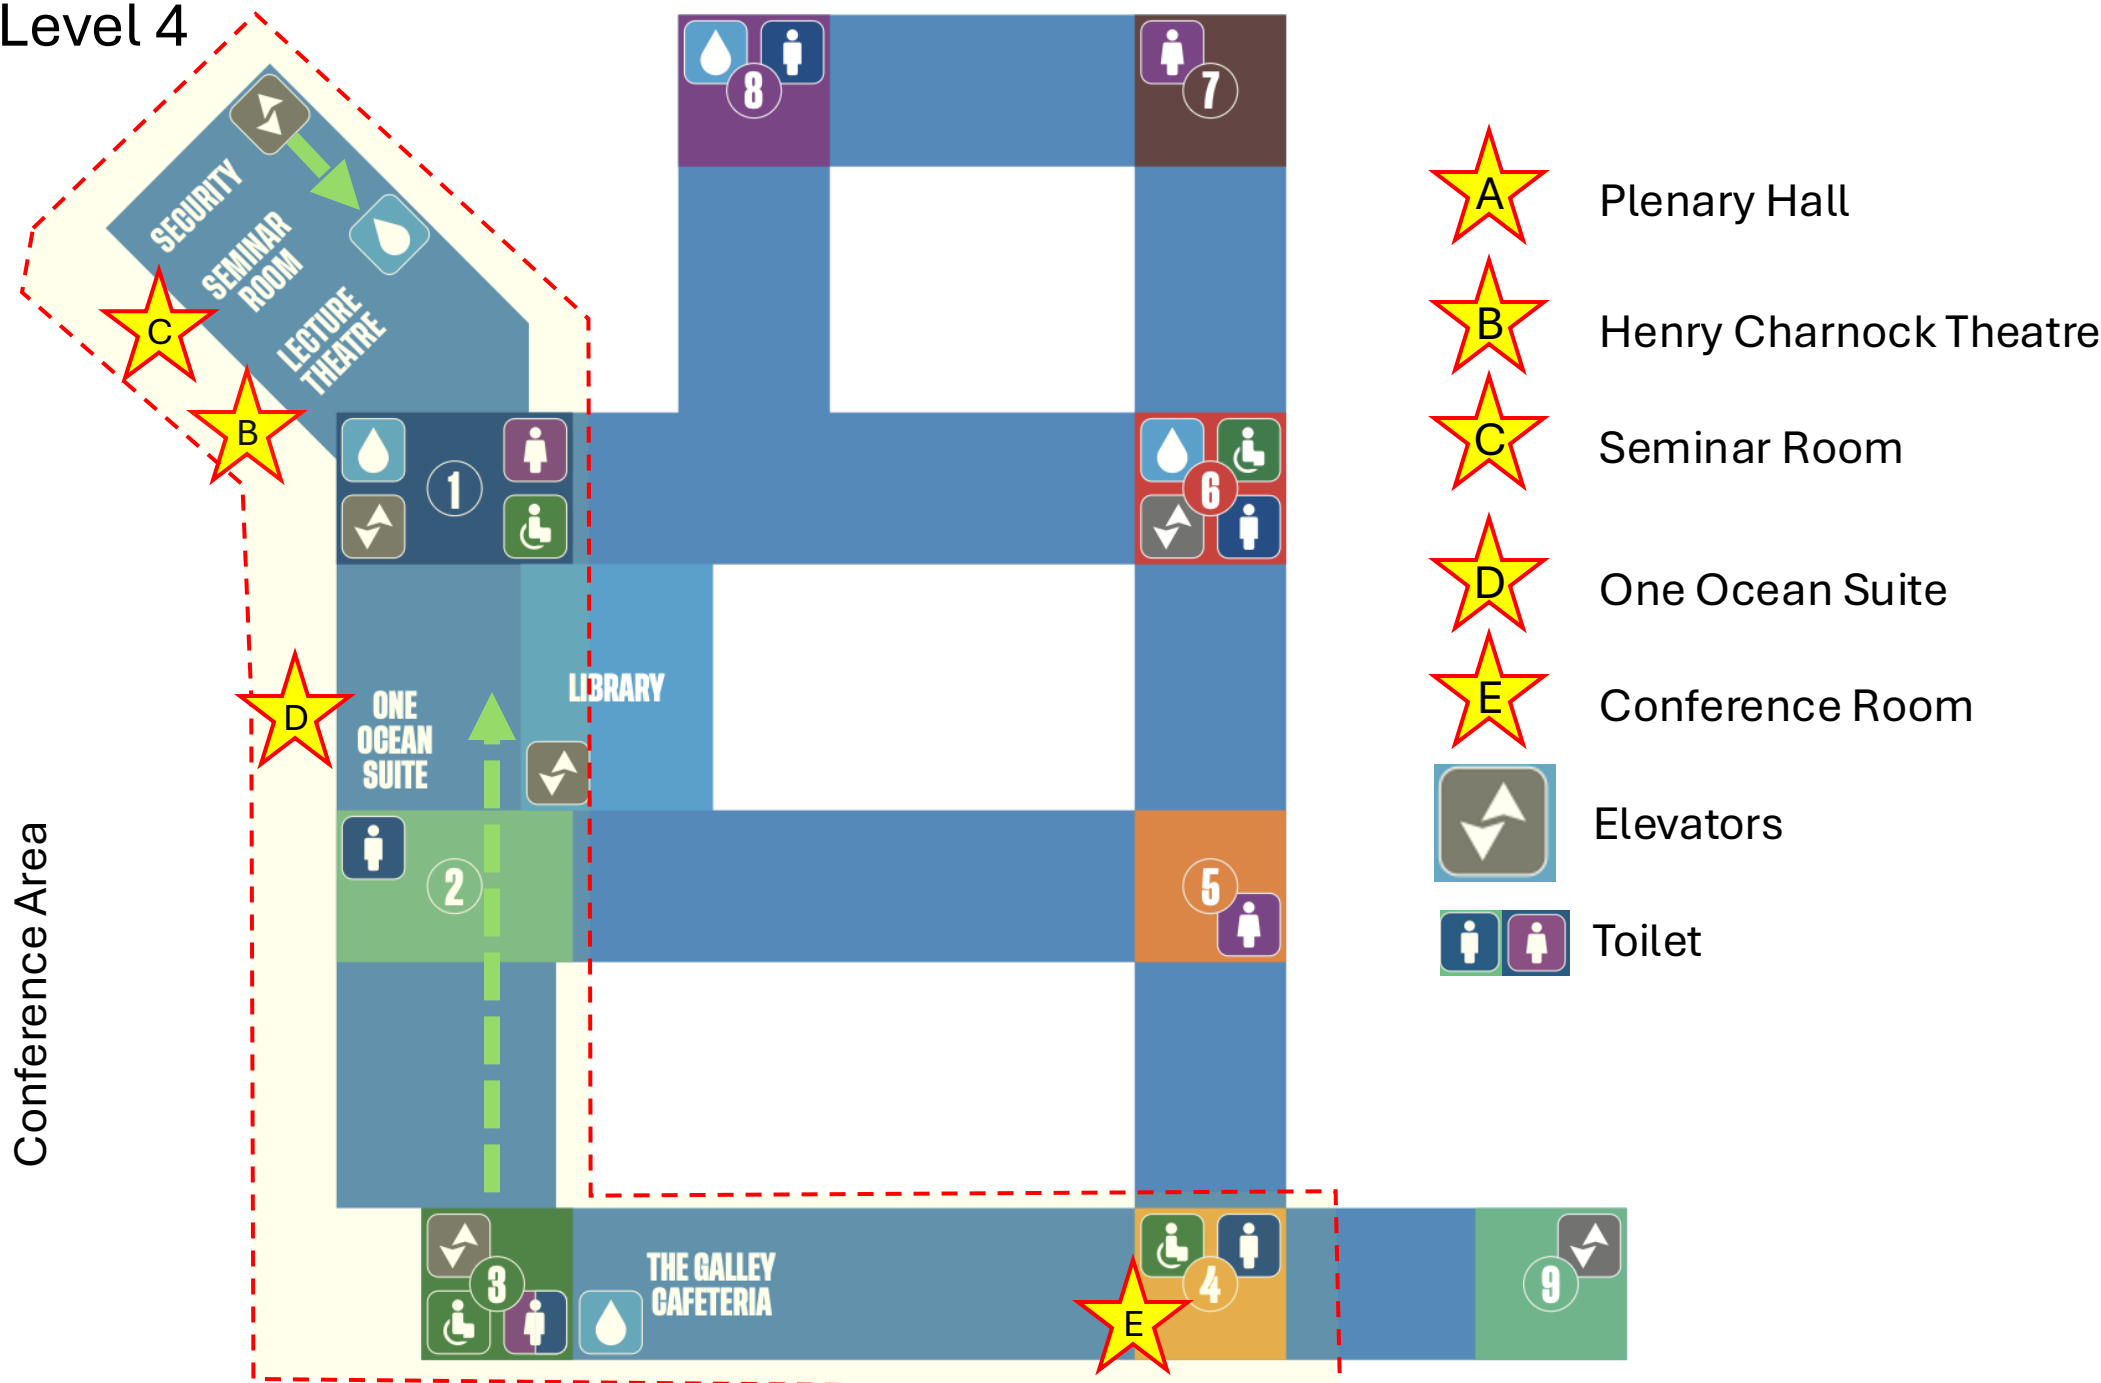 Level 4
8
7
SECURITY
SEMINAR
ROOM
LECTURE
THEATRE
C
B
1
6
LIBRARY
D
ONE
OCEAN
SUITE
2
5
Conference Area
3
THE GALLEY
CAFETERIA
E
4
9
A Plenary Hall
B Henry Charnock Theatre
C Seminar Room
D One Ocean Suite
E Conference Room
Elevators
Toilet